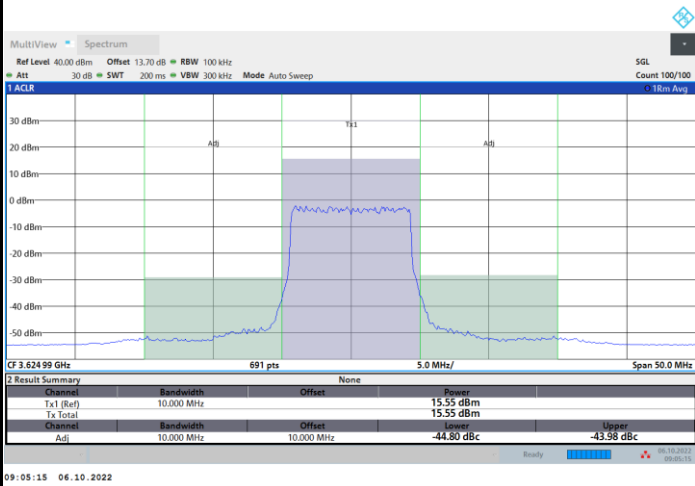 MultiView Spectrum
Ref Level 40.00 dBm Offset 13.70 dB RBW 100 kHz SGL
Att 30 dB SWT 200 ms VBW 300 kHz Mode Auto Sweep Count 100/100
1 ACLR 1Rm Avg
Tx1
30 dBm
Adj Adj
20 dBm
10 dBm
0 dBm
-10 dBm
-20 dBm
-30 dBm
-40 dBm
-50 dBm
CF 3.624 99 GHz 691 pts 5.0 MHz/ Span 50.0 MHz
2 Result Summary None
Channel Bandwidth Offset Power
Tx1 (Ref) 10.000 MHz 15.55 dBm
Tx Total 15.55 dBm
Channel Bandwidth Offset Lower Upper
Adj 10.000 MHz 10.000 MHz -44.80 dBc -43.98 dBc
Ready 06.10.2022
09:05:15
09:05:15 06.10.2022